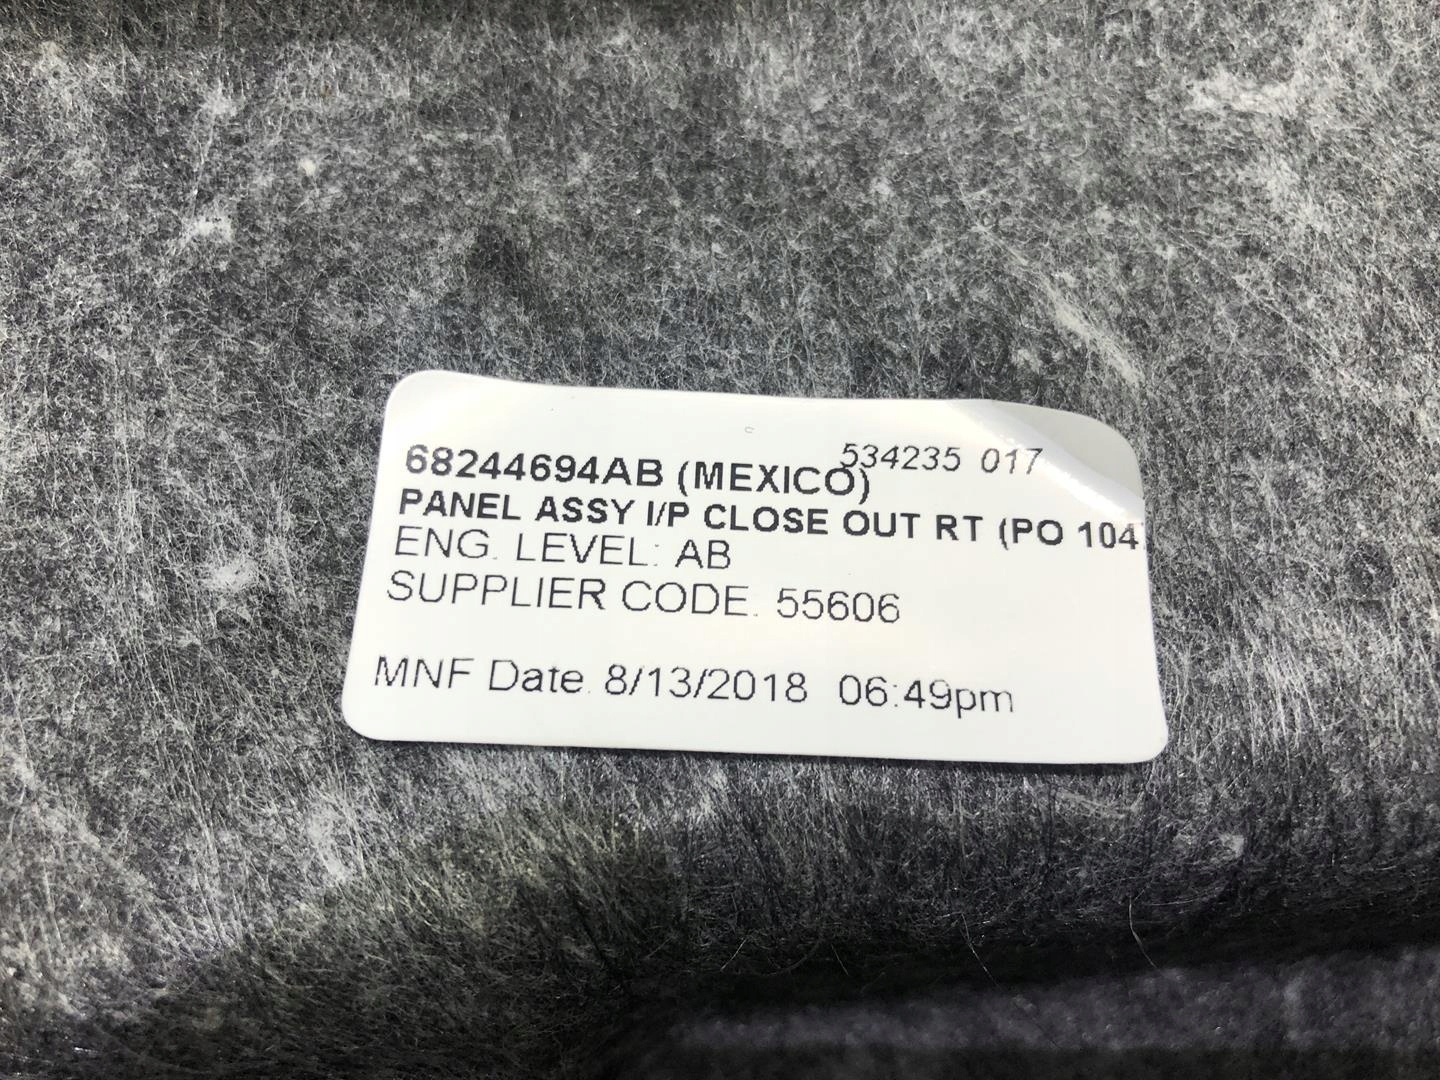 534235 017
68244694AB (MEXICO)
PANEL ASSY I/P CLOSE OUT RT (PO 104
ENG. LEVEL: AB
SUPPLIER CODE. 55606
MNF Date. 8/13/2018 06:49pm